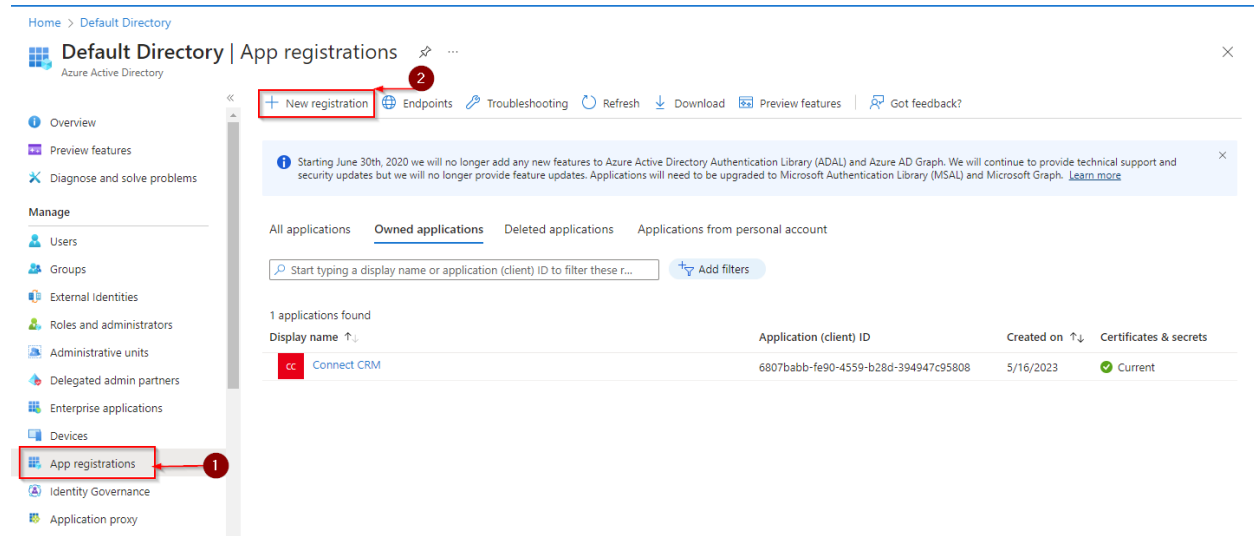 Home > Default Directory
Default Directory | App registrations
Azure Active Directory
2
New registration Endpoints Troubleshooting Refresh Download Preview features Got feedback?
Overview
Preview features
Diagnose and solve problems
Manage
Users
Groups
External Identities
Roles and administrators
Administrative units
Delegated admin partners
Enterprise applications
Devices
App registrations
1
Identity Governance
Application proxy
Starting June 30th, 2020 we will no longer add any new features to Azure Active Directory Authentication Library (ADAL) and Azure AD Graph. We will continue to provide technical support and
security updates but we will no longer provide feature updates. Applications will need to be upgraded to Microsoft Authentication Library (MSAL) and Microsoft Graph. Learn more
All applications Owned applications Deleted applications Applications from personal account
Start typing a display name or application (client) ID to filter these r... Add filters
1 applications found
Display name Application (client) ID Created on Certificates & secrets
CC Connect CRM 6807babb-fe90-4559-b28d-394947c95808 5/16/2023 Current